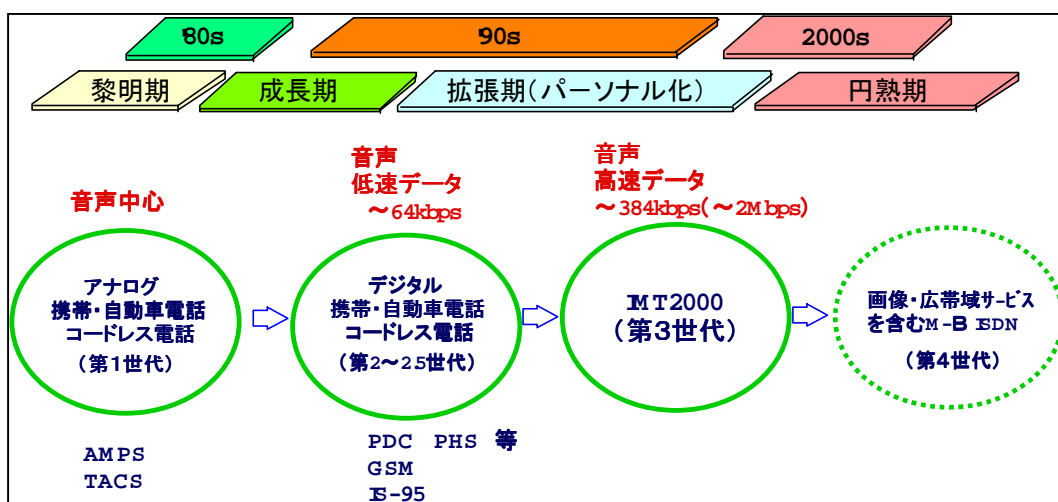 '80s
'90s
2000s
黎明期
成長期
拡張期(パーソナル化)
円熟期
音声中心
音声
低速データ
～64kbps
音声
高速データ
～384kbps(～2Mbps)
アナログ
携帯・自動車電話
コードレス電話
(第1世代)
デジタル
携帯・自動車電話
コードレス電話
(第2～2.5世代)
IMT2000
(第3世代)
画像・広帯域サービス
を含むM-B ISDN
(第4世代)
AMPS
TACS
PDC PHS 等
GSM
IS-95